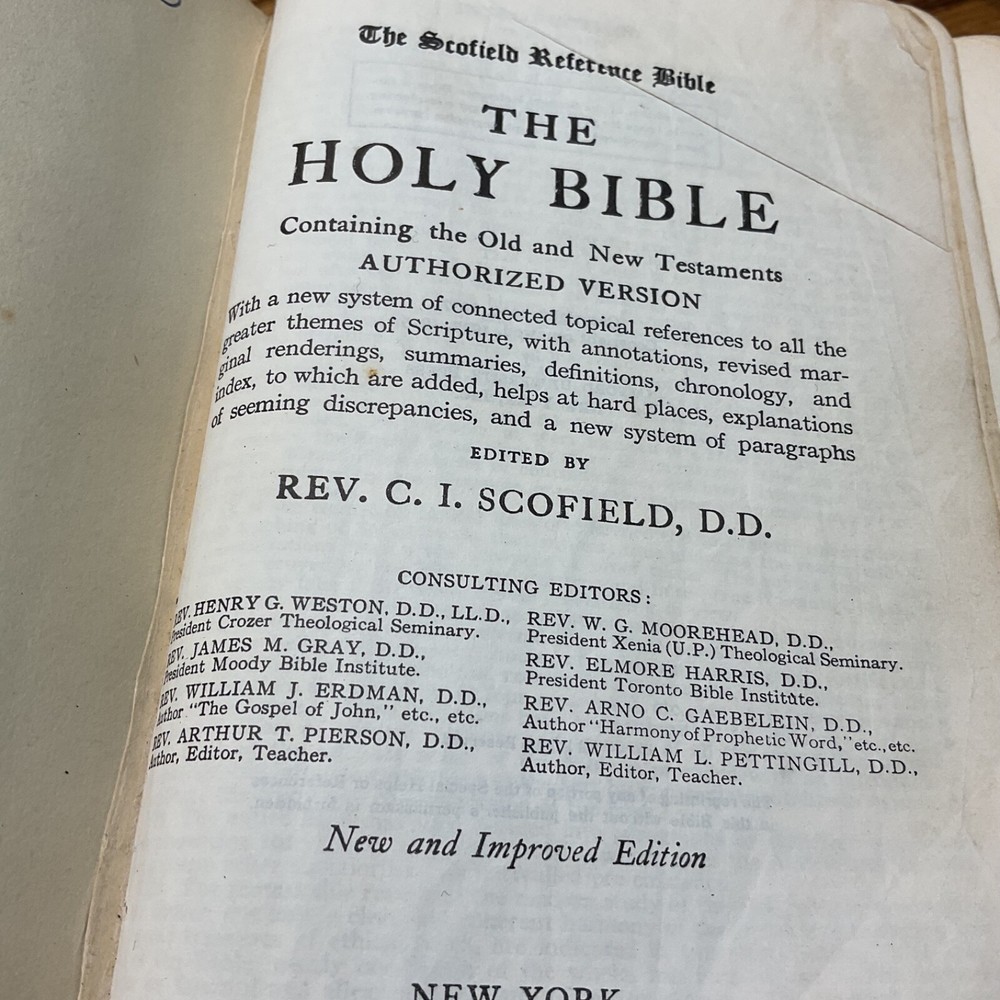 The Scofield Reference Bible
THE
HOLY BIBLE
Containing the Old and New Testaments
AUTHORIZED VERSION
With a new system of connected topical references to all the
greater themes of Scripture, with annotations, revised mar-
ginal renderings, summaries, definitions, chronology, and
index, to which are added, helps at hard places, explanations
of seeming discrepancies, and a new system of paragraphs
EDITED BY
REV. C. I. SCOFIELD, D.D.
CONSULTING EDITORS:
REV. HENRY G. WESTON, D.D., LL.D.,
President Crozer Theological Seminary.
REV. JAMES M. GRAY, D.D.,
President Moody Bible Institute.
REV. WILLIAM J. ERDMAN, D.D.,
Author "The Gospel of John," etc., etc.
REV. ARTHUR T. PIERSON, D.D.,
Author, Editor, Teacher.
REV. W. G. MOOREHEAD, D.D.,
President Xenia (U.P.) Theological Seminary.
REV. ELMORE HARRIS, D.D.,
President Toronto Bible Institute.
REV. ARNO C. GAEBELEIN, D.D.,
Author "Harmony of Prophetic Word," etc., etc.
REV. WILLIAM L. PETTINGILL, D.D.,
Author, Editor, Teacher.
New and Improved Edition
NEW YORK